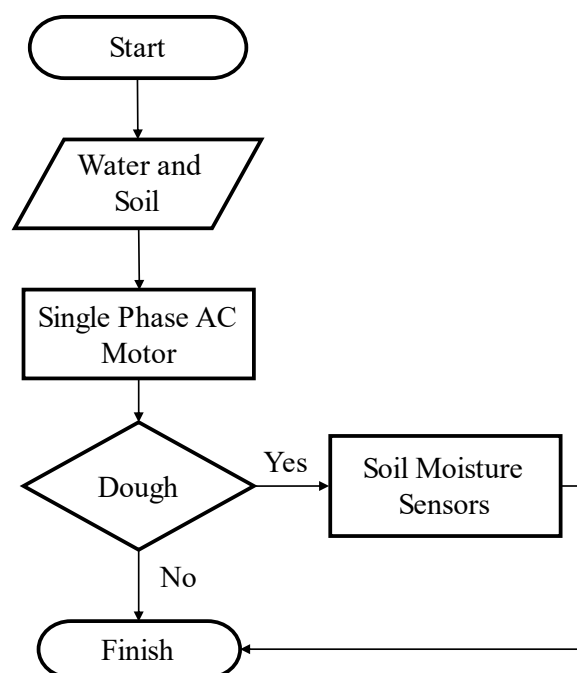 Start
Water and
Soil
Single Phase AC
Motor
Dough
Yes
Soil Moisture
Sensors
No
Finish